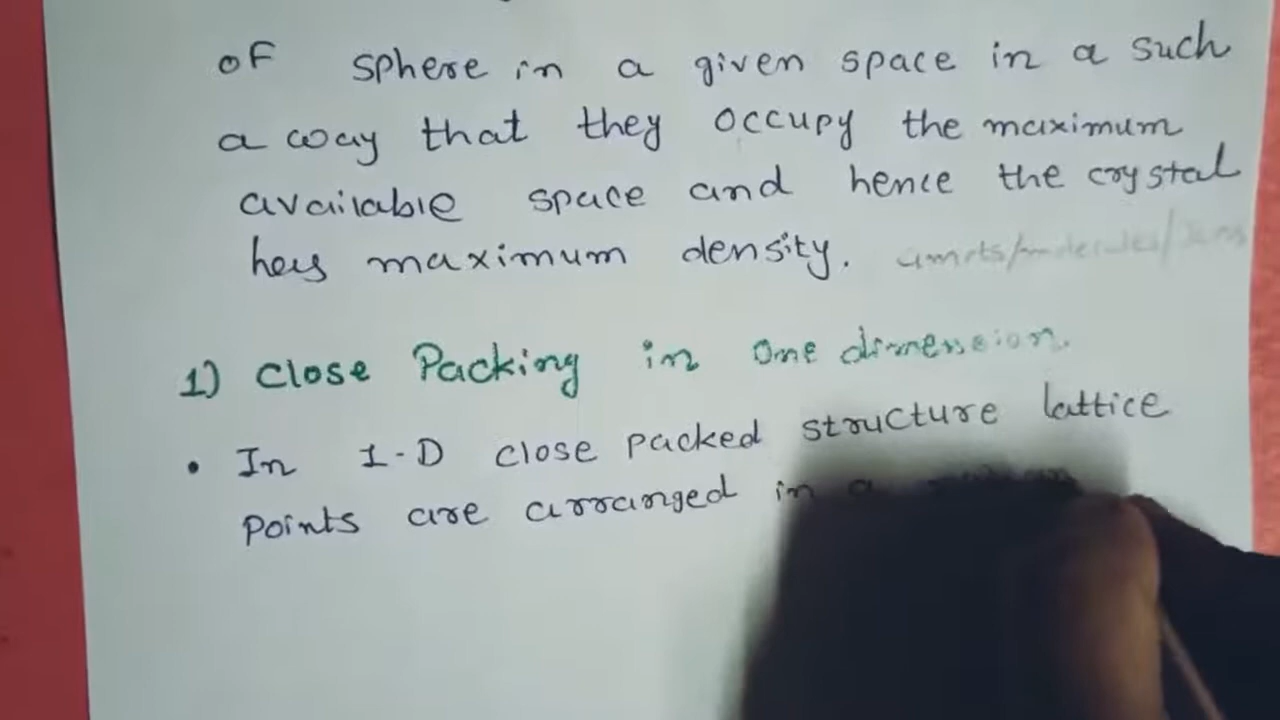 of sphere in a given space in a such
a way that they occupy the maximum
available space and hence the crystal
has maximum density.
1) Close Packing in One dimension.
• In 1-D close packed structure lattice
points are arranged in a